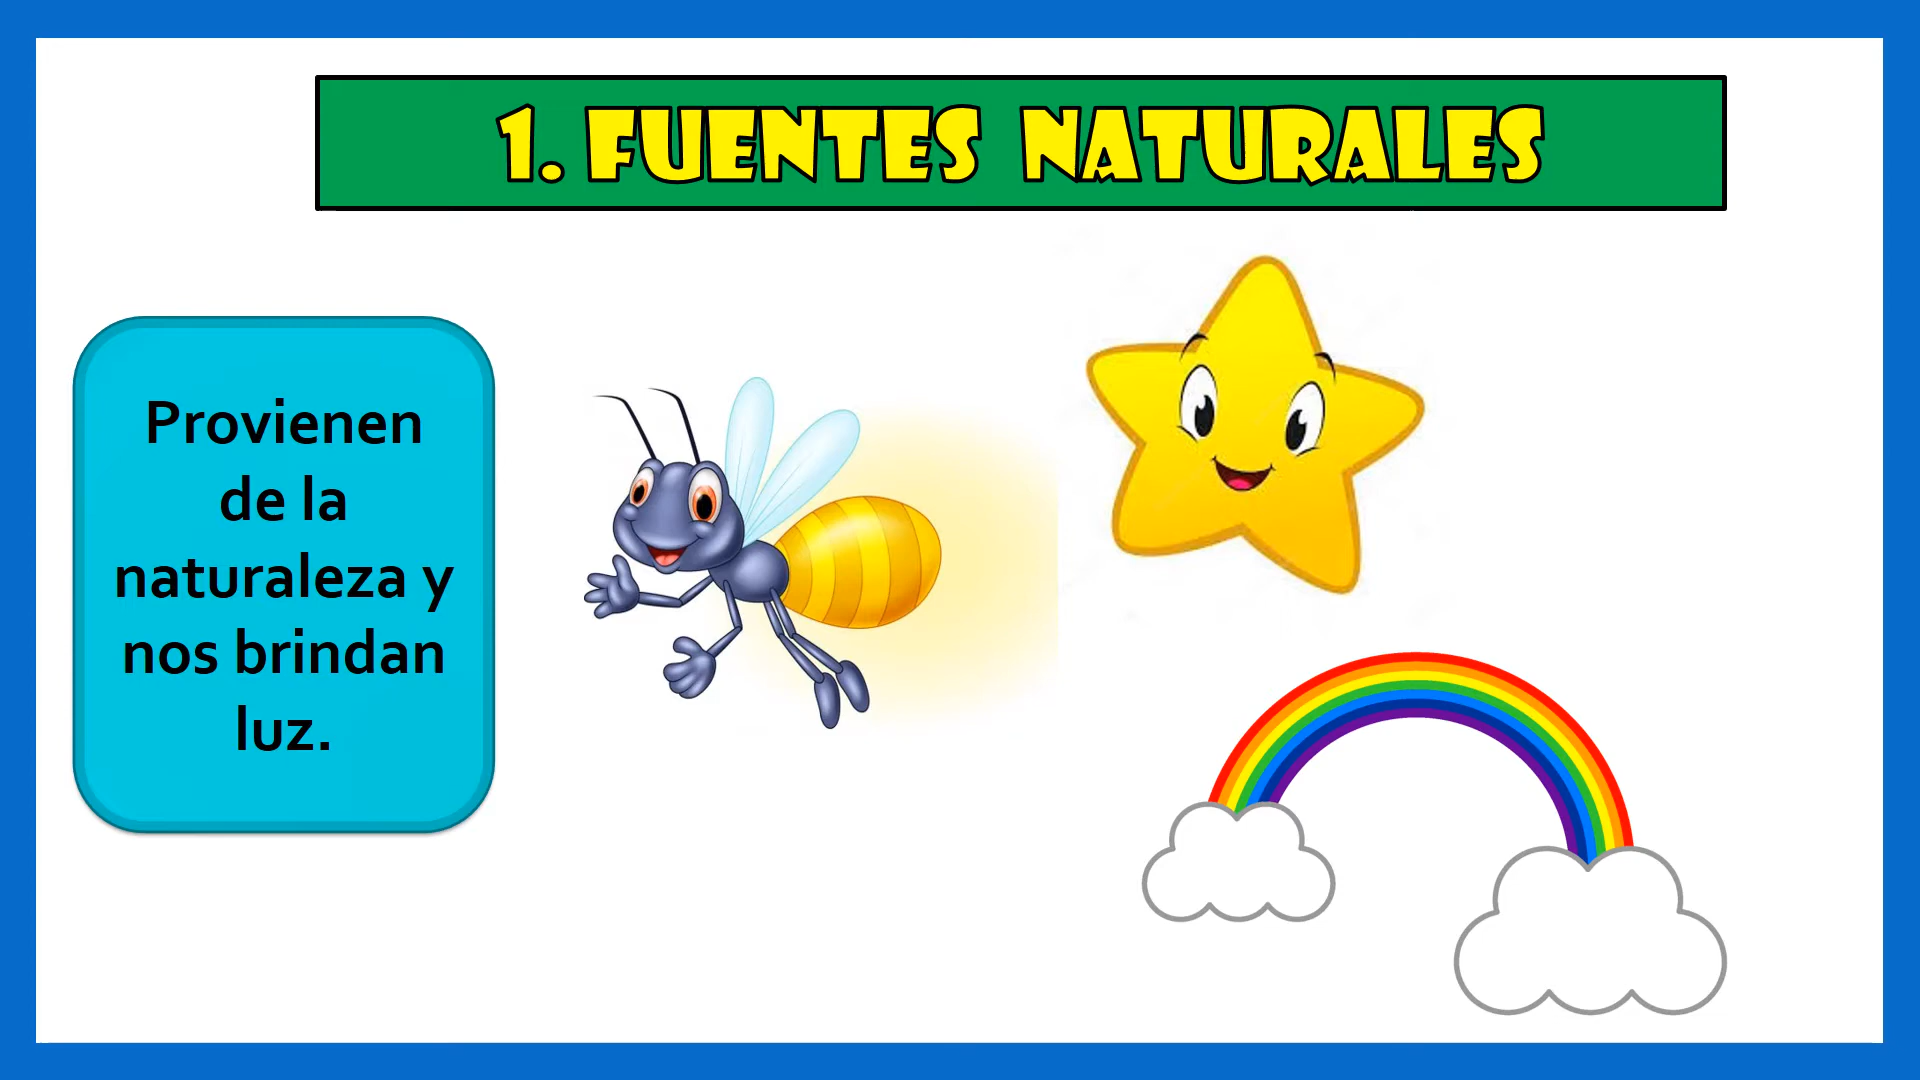 1. FUENTES NATURALES
Provienen
de la
naturaleza y
nos brindan
luz.